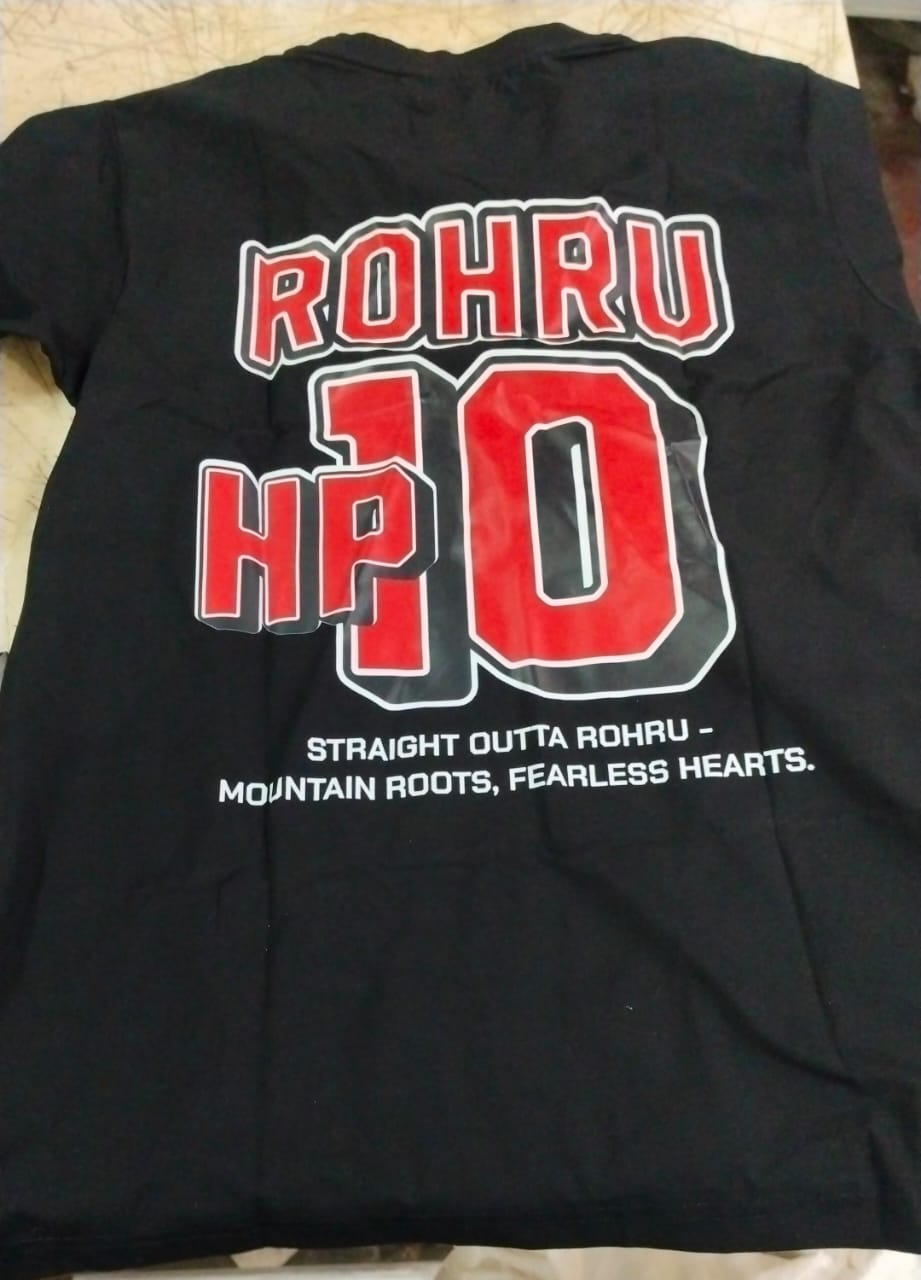 ROHRU
HP10
STRAIGHT OUTTA ROHRU -
MOUNTAIN ROOTS, FEARLESS HEARTS.